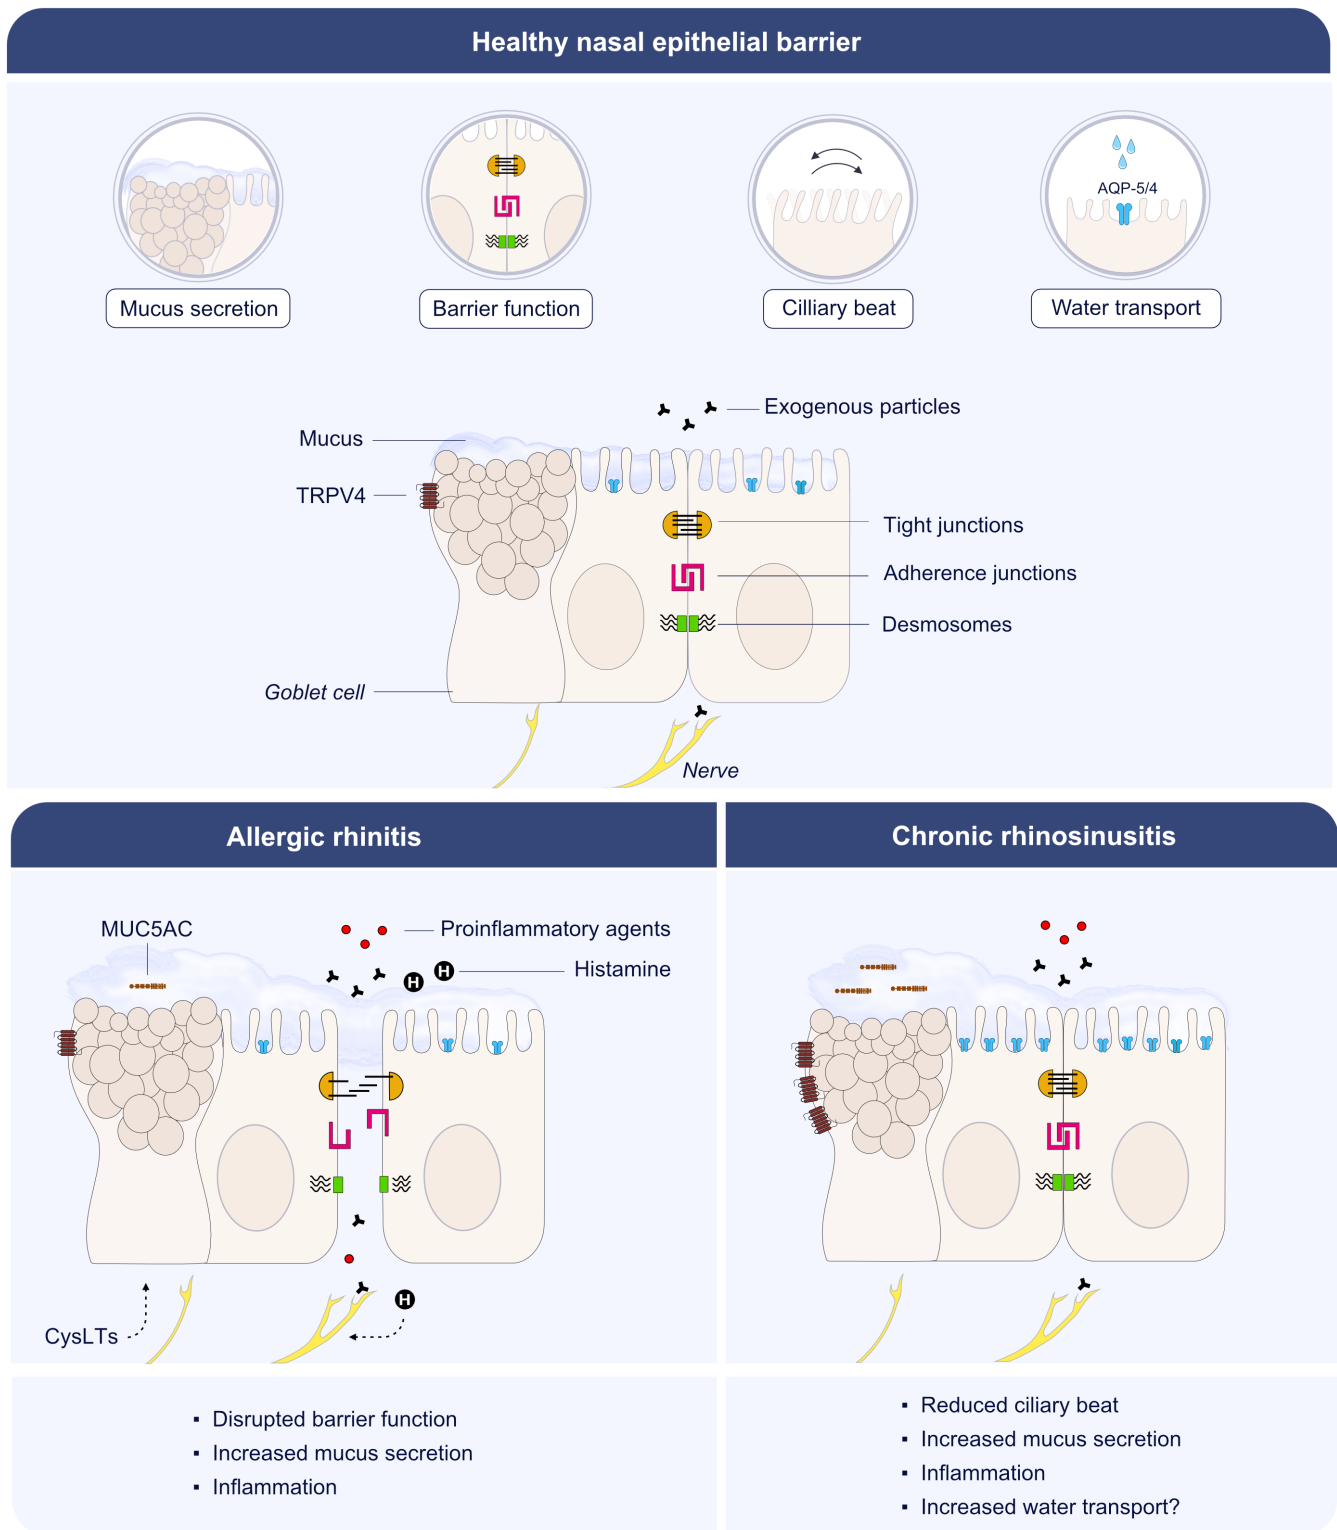 Healthy nasal epithelial barrier
AQP-5/4
Mucus secretion
Barrier function
Cilliary beat
Water transport
Exogenous particles
Mucus
TRPV4
Tight junctions
Adherence junctions
Desmosomes
Goblet cell
Nerve
Allergic rhinitis
MUC5AC
Proinflammatory agents
Histamine
H
H
H
CysLTs
▪ Disrupted barrier function
▪ Increased mucus secretion
▪ Inflammation
Chronic rhinosinusitis
▪ Reduced ciliary beat
▪ Increased mucus secretion
▪ Inflammation
▪ Increased water transport?